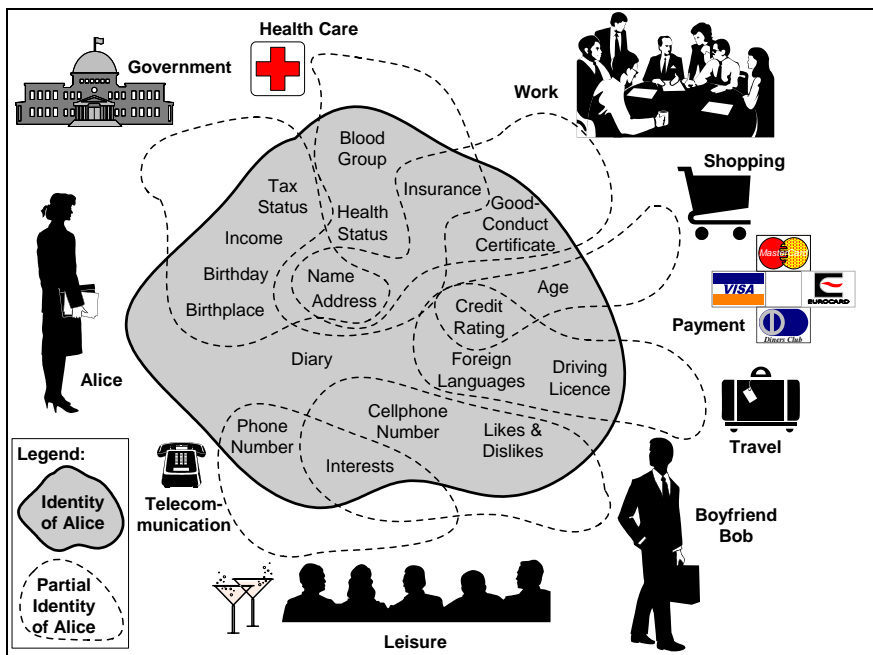 Health Care
Government
Work
Shopping
MasterCard
VISA
EUROCARD
Payment
Diners Club
Blood
Group
Tax
Status
Insurance
Health
Status
Good-
Conduct
Certificate
Income
Birthday
Birthplace
Name
Address
Age
Credit
Rating
Diary
Foreign
Languages
Driving
Licence
Alice
Travel
Phone
Number
Cellphone
Number
Likes &
Dislikes
Interests
Telecom-
munication
Boyfriend
Bob
Leisure
Legend:
Identity
of Alice
Partial
Identity
of Alice